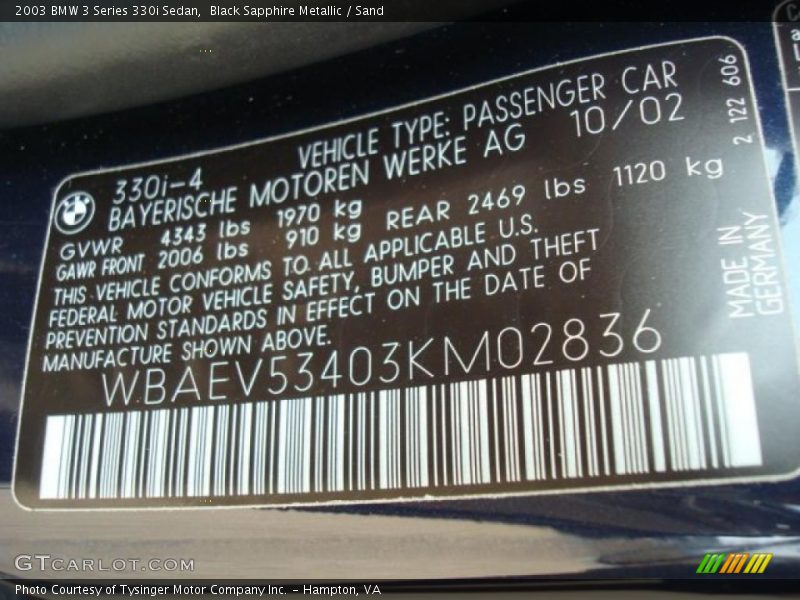 2003 BMW 3 Series 330i Sedan,  Black Sapphire Metallic / Sand
330i-4 VEHICLE TYPE: PASSENGER CAR
BAYERISCHE MOTOREN WERKE AG 10/02
GVWR 4343 lbs 1970 kg
GAWR FRONT 2006 lbs 910 kg REAR 2469 lbs 1120 kg
THIS VEHICLE CONFORMS TO ALL APPLICABLE U.S.
FEDERAL MOTOR VEHICLE SAFETY, BUMPER AND THEFT
PREVENTION STANDARDS IN EFFECT ON THE DATE OF
MANUFACTURE SHOWN ABOVE.
WBAEV53403KM02836
2 122 606
MADE IN
GERMANY
GTCARLOT.COM
Photo Courtesy of Tysinger Motor Company Inc. - Hampton, VA